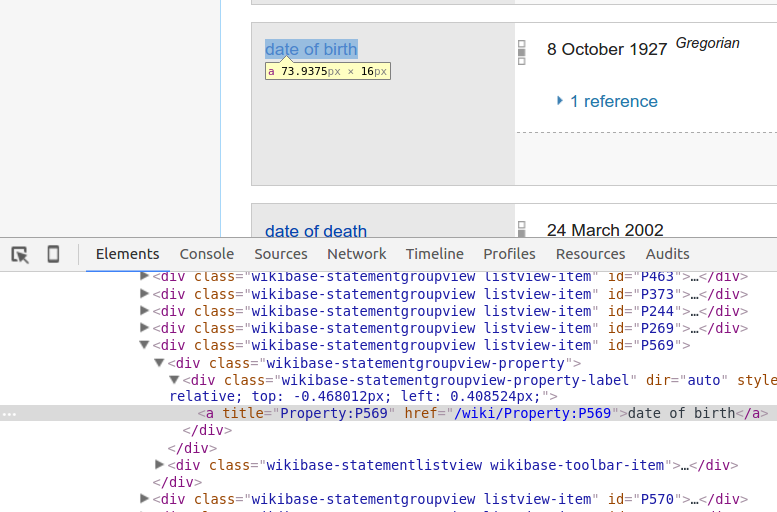 date of birth
8 October 1927 Gregorian
a 73.9375px × 16px
1 reference
date of death
24 March 2002
Elements Console Sources Network Timeline Profiles Resources Audits
<div class="wikibase-statementgroupview listview-item" id="P463">…</div>
<div class="wikibase-statementgroupview listview-item" id="P373">…</div>
<div class="wikibase-statementgroupview listview-item" id="P244">…</div>
<div class="wikibase-statementgroupview listview-item" id="P269">…</div>
<div class="wikibase-statementgroupview listview-item" id="P569">
<div class="wikibase-statementgroupview-property">
<div class="wikibase-statementgroupview-property-label" dir="auto" style
relative; top: -0.468012px; left: 0.408524px;">
<a title="Property:P569" href="/wiki/Property:P569">date of birth</a>
</div>
</div>
<div class="wikibase-statementlistview wikibase-toolbar-item">…</div>
</div>
<div class="wikibase-statementgroupview listview-item" id="P570">…</div>